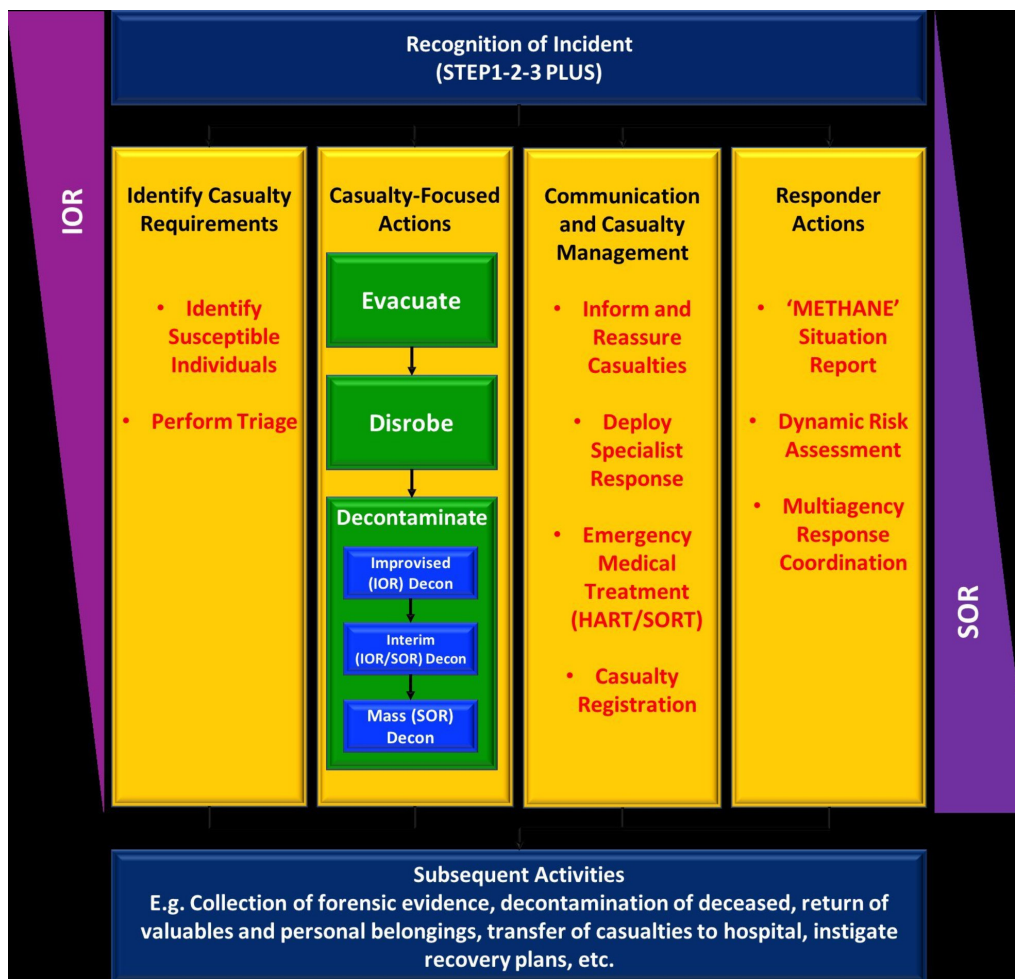 Recognition of Incident
(STEP1-2-3 PLUS)
IOR
Identify Casualty
Requirements
• Identify
Susceptible
Individuals
• Perform Triage
Casualty-Focused
Actions
Evacuate
Disrobe
Decontaminate
Improvised
(IOR) Decon
Interim
(IOR/SOR) Decon
Mass (SOR)
Decon
Communication
and Casualty
Management
• Inform and
Reassure
Casualties
• Deploy
Specialist
Response
• Emergency
Medical
Treatment
(HART/SORT)
• Casualty
Registration
Responder
Actions
• ‘METHANE’
Situation
Report
• Dynamic Risk
Assessment
• Multiagency
Response
Coordination
SOR
Subsequent Activities
E.g. Collection of forensic evidence, decontamination of deceased, return of
valuables and personal belongings, transfer of casualties to hospital, instigate
recovery plans, etc.